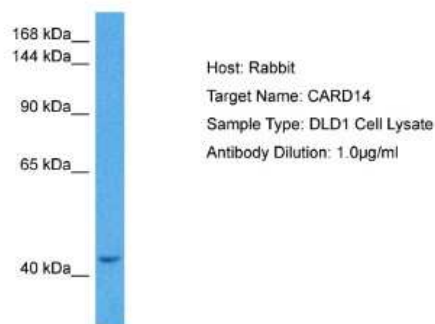 168 kDa
144 kDa
90 kDa
65 kDa
40 kDa
Host: Rabbit
Target Name: CARD14
Sample Type: DLD1 Cell Lysate
Antibody Dilution: 1.0µg/ml